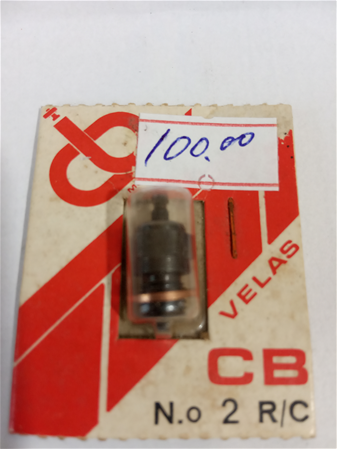 100.00
VELAS
CB
N.o 2 R/C